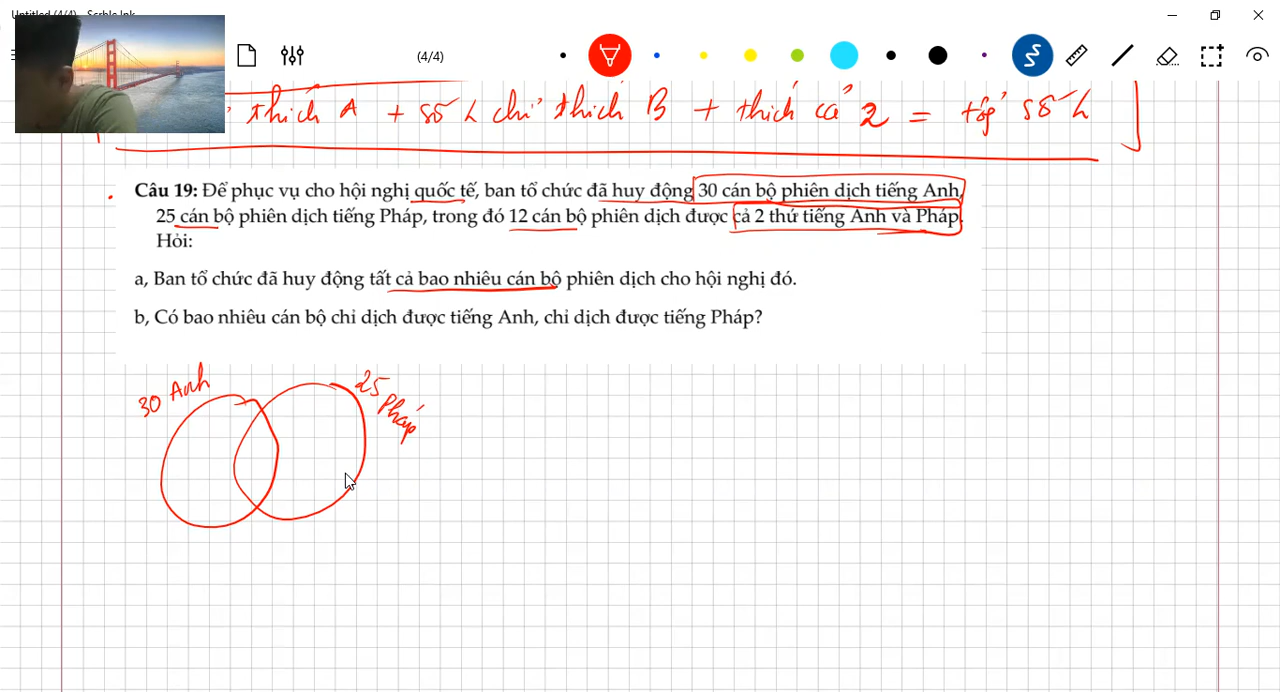 Untitled (4/4) - Scrble Ink
(4/4)
thích A + số h chỉ thích B + thích cả 2 = tổg số h
Câu 19: Để phục vụ cho hội nghị quốc tế, ban tổ chức đã huy động 30 cán bộ phiên dịch tiếng Anh,
25 cán bộ phiên dịch tiếng Pháp, trong đó 12 cán bộ phiên dịch được cả 2 thứ tiếng Anh và Pháp.
Hỏi:
a, Ban tổ chức đã huy động tất cả bao nhiêu cán bộ phiên dịch cho hội nghị đó.
b, Có bao nhiêu cán bộ chỉ dịch được tiếng Anh, chỉ dịch được tiếng Pháp?
30 Anh
25 Pháp